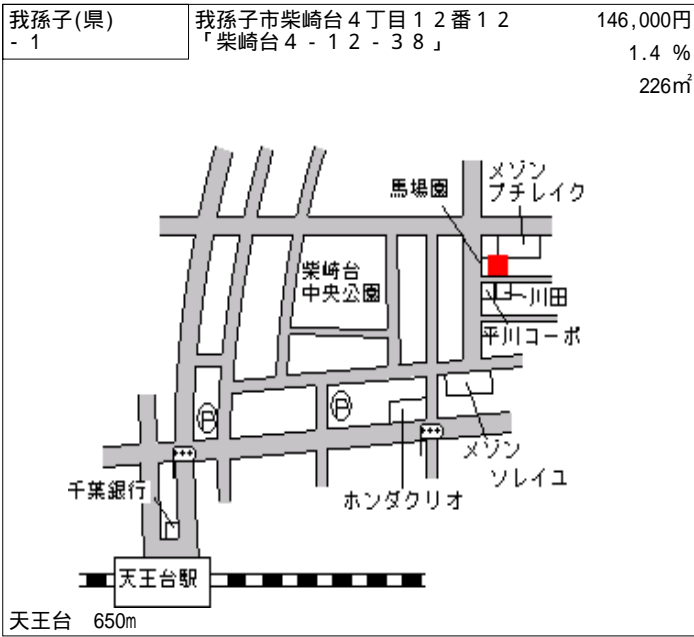 我孫子(県)
- 1
我孫子市柴崎台４丁目１２番１２
「柴崎台４－１２－３８」
146,000円
1.4 %
226㎡
馬場園
メゾン
プチレイク
柴崎台
中央公園
川田
平川コーポ
P
P
メゾン
ソレイユ
千葉銀行
ホンダクリオ
天王台駅
天王台 650m